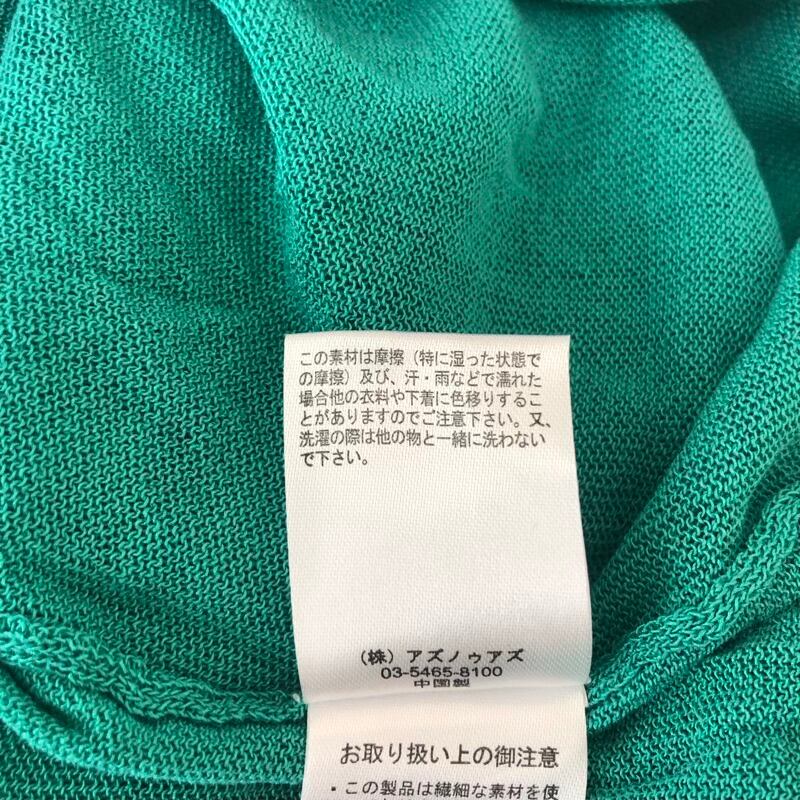 この素材は摩擦（特に湿った状態で
の摩擦）及び、汗・雨などで濡れた
場合他の衣料や下着に色移りするこ
とがありますのでご注意下さい。又、
洗濯の際は他の物と一緒に洗わない
で下さい。
（株）アズノゥアズ
03-5465-8100
中国製
お取り扱い上の御注意
・この製品は繊細な素材を使